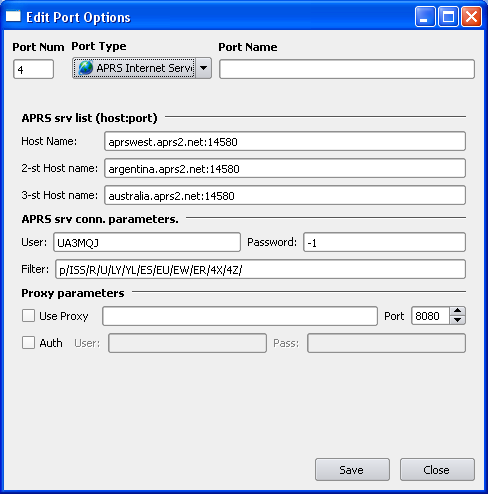 Edit Port Options
Port Num Port Type Port Name
4 APRS Internet Serve
APRS srv list (host:port)
Host Name: aprswest.aprs2.net:14580
2-st Host name: argentina.aprs2.net:14580
3-st Host name: australia.aprs2.net:14580
APRS srv conn. parameters.
User: UA3MQJ Password: -1
Filter: p/ISS/R/U/LY/YL/ES/EU/EW/ER/4X/4Z/
Proxy parameters
Use Proxy Port 8080
Auth User: Pass:
Save Close